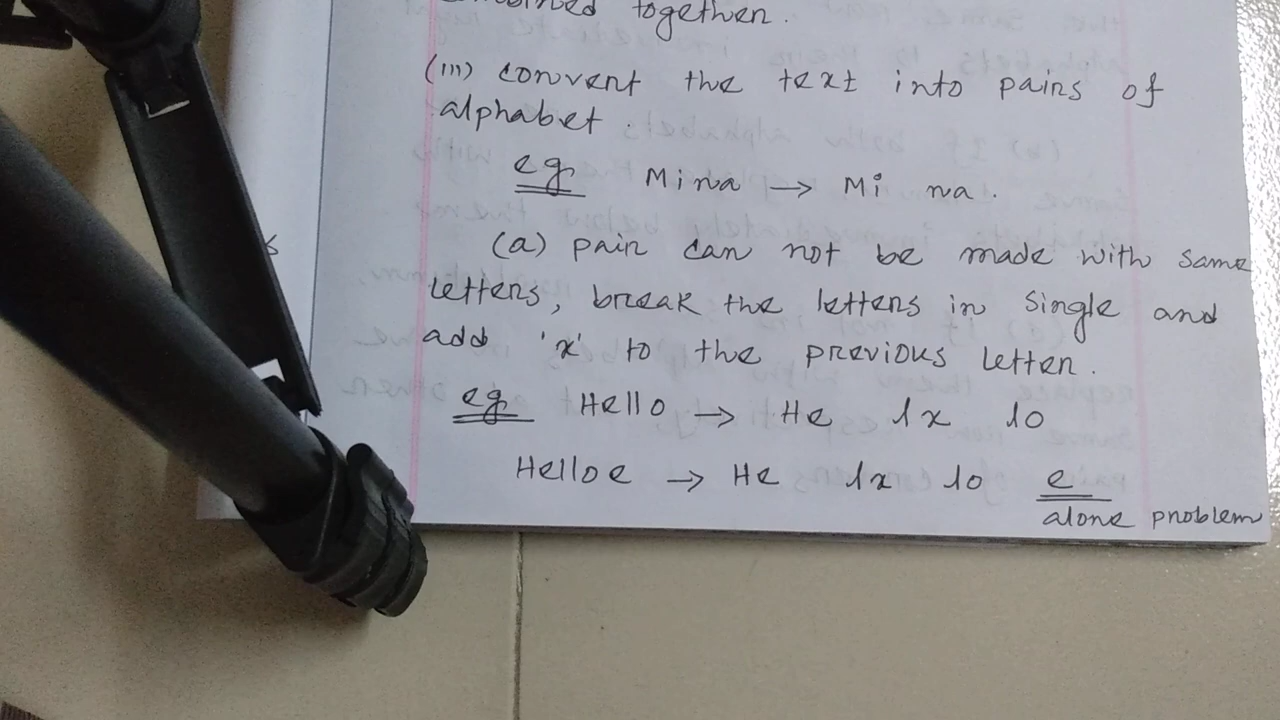 together.
(iii) convert the text into pairs of
alphabet.
eg Mina → Mi na.
(a) pair can not be made with same
letters, break the letters in single and
add 'x' to the previous letter.
eg Hello → He lx lo
Helloe → He lx lo e
alone problem